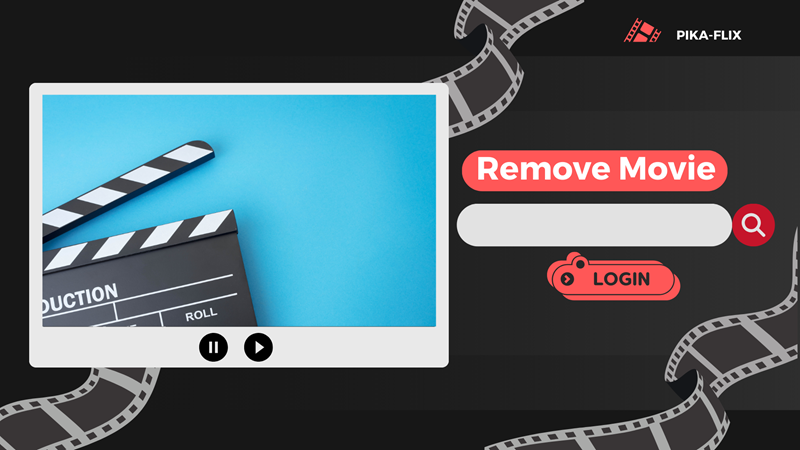 PIKA-FLIX
Remove Movie
LOGIN
DUCTION
ROLL